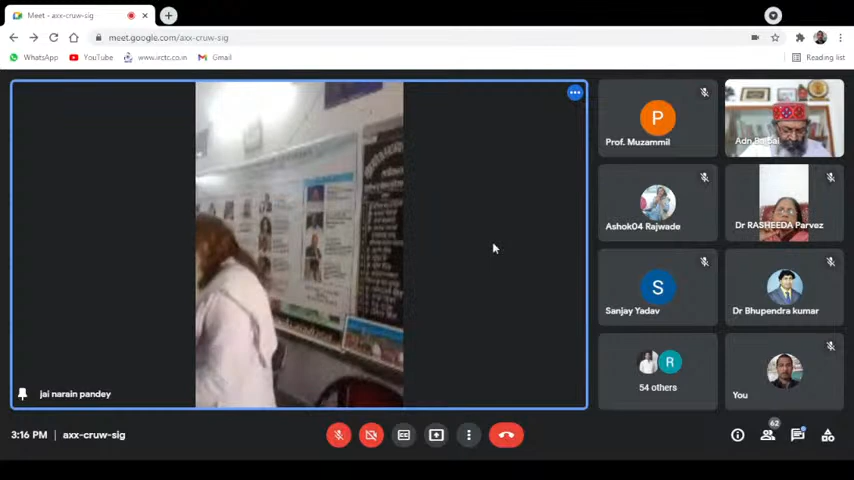 Meet - axx-cruw-sig
meet.google.com/axx-cruw-sig
WhatsApp
YouTube
www.irctc.co.in
Gmail
Reading list
P
Prof. Muzammil
Ashok04 Rajwade
Dr RASHEEDA Parvez
S
Sanjay Yadav
Dr Bhupendra kumar
R
54 others
You
jai narain pandey
3:16 PM | axx-cruw-sig
62